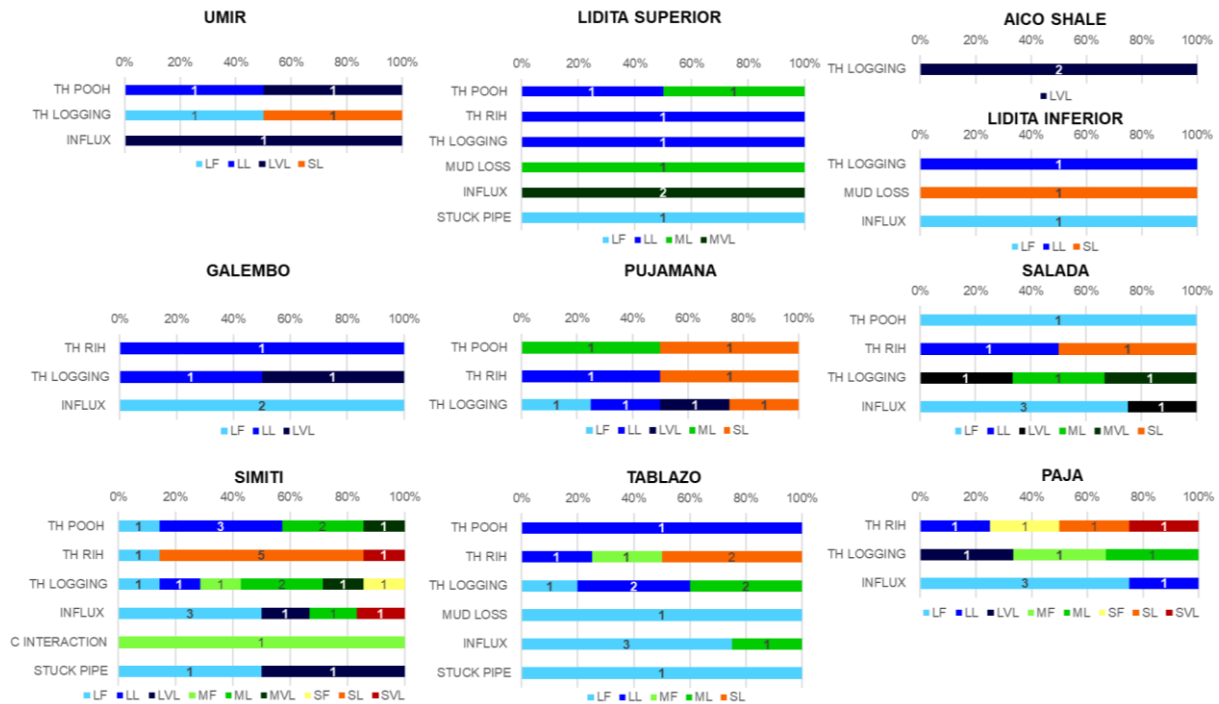 UMIR
0% 20% 40% 60% 80% 100%
TH POOH 1 1
TH LOGGING 1 1
INFLUX 1
LF LL LVL SL
LIDITA SUPERIOR
0% 20% 40% 60% 80% 100%
TH POOH 1 1
TH RIH 1
TH LOGGING 1
MUD LOSS 1
INFLUX 2
STUCK PIPE 1
LF LL ML MVL
AICO SHALE
0% 20% 40% 60% 80% 100%
TH LOGGING 2
LVL
LIDITA INFERIOR
0% 20% 40% 60% 80% 100%
TH LOGGING 1
MUD LOSS 1
INFLUX 1
LF LL SL
GALEMBO
0% 20% 40% 60% 80% 100%
TH RIH 1
TH LOGGING 1 1
INFLUX 2
LF LL LVL
PUJAMANA
0% 20% 40% 60% 80% 100%
TH POOH 1 1
TH RIH 1 1
TH LOGGING 1 1 1 1
LF LL LVL ML SL
SALADA
0% 20% 40% 60% 80% 100%
TH POOH 1
TH RIH 1 1
TH LOGGING 1 1 1
INFLUX 3 1
LF LL LVL ML MVL SL
SIMITI
0% 20% 40% 60% 80% 100%
TH POOH 1 3 2 1
TH RIH 1 5 1
TH LOGGING 1 1 1 2 1 1
INFLUX 3 1 1 1
C INTERACTION 1
STUCK PIPE 1 1
LF LL LVL MF ML MVL SF SL SVL
TABLAZO
0% 20% 40% 60% 80% 100%
TH POOH 1
TH RIH 1 1 2
TH LOGGING 1 2 2
MUD LOSS 1
INFLUX 3 1
STUCK PIPE 1
LF LL MF ML SL
PAJA
0% 20% 40% 60% 80% 100%
TH RIH 1 1 1 1
TH LOGGING 1 1 1
INFLUX 3 1
LF LL LVL MF ML SF SL SVL